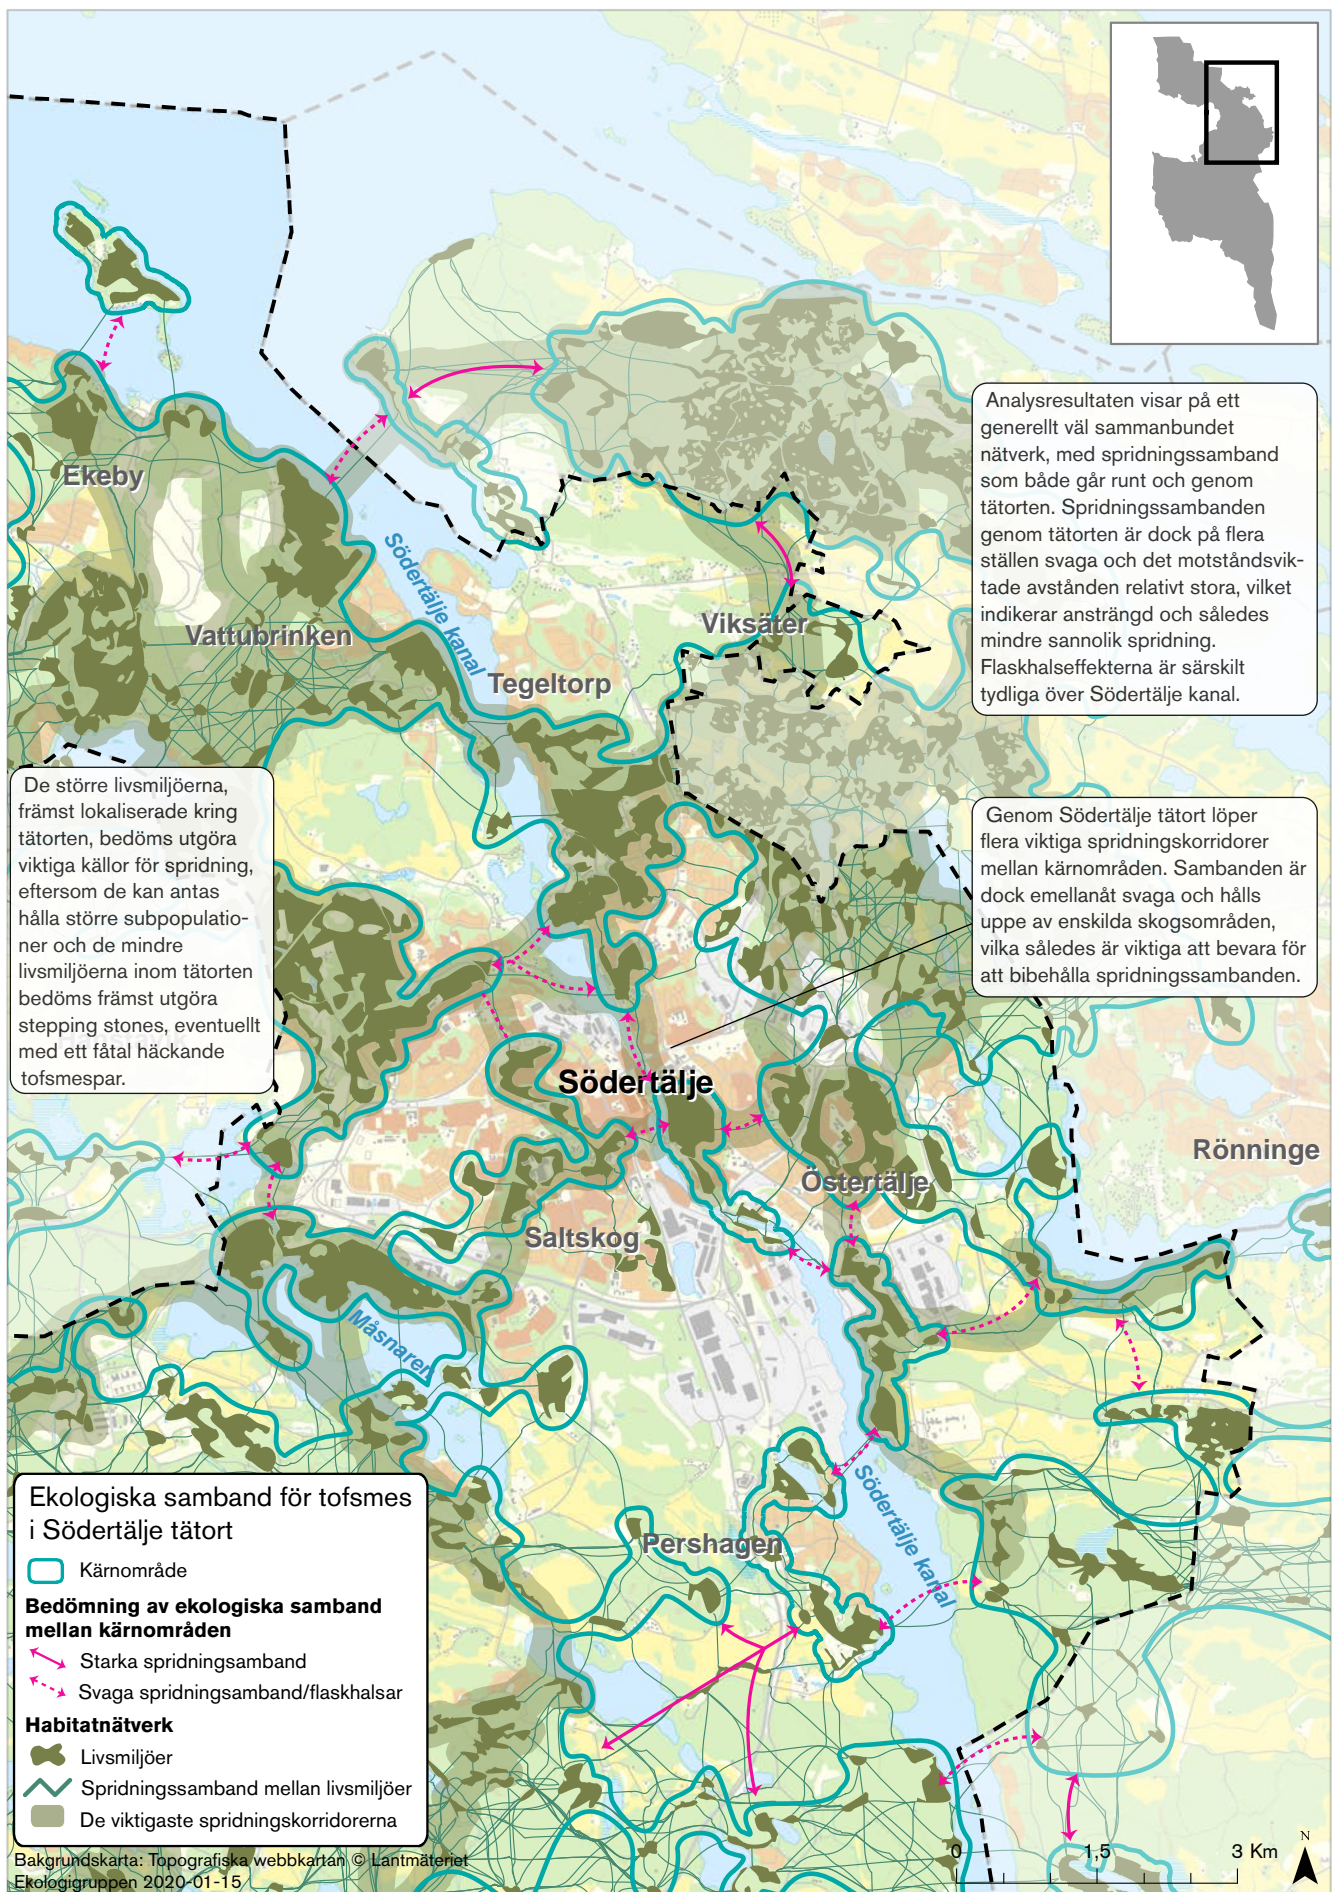 Analysresultaten visar på ett
generellt väl sammanbundet
nätverk, med spridningssamband
som både går runt och genom
tätorten. Spridningssambanden
genom tätorten är dock på flera
ställen svaga och det motståndsvik-
tade avstånden relativt stora, vilket
indikerar ansträngd och således
mindre sannolik spridning.
Flaskhalseffekterna är särskilt
tydliga över Södertälje kanal.
Ekeby
Södertälje kanal
Vattubrinken
Viksäter
Tegeltorp
De större livsmiljöerna,
främst lokaliserade kring
tätorten, bedöms utgöra
viktiga källor för spridning,
eftersom de kan antas
hålla större subpopulatio-
ner och de mindre
livsmiljöerna inom tätorten
bedöms främst utgöra
stepping stones, eventuellt
med ett fåtal häckande
tofsmespar.
Genom Södertälje tätort löper
flera viktiga spridningskorridorer
mellan kärnområden. Sambanden är
dock emellanåt svaga och hålls
uppe av enskilda skogsområden,
vilka således är viktiga att bevara för
att bibehålla spridningssambanden.
Södertälje
Rönninge
Östertälje
Saltskog
Måsnaren
Pershagen
Södertälje kanal
Ekologiska samband för tofsmes
i Södertälje tätort
Kärnområde
Bedömning av ekologiska samband
mellan kärnområden
Starka spridningsamband
Svaga spridningsamband/flaskhalsar
Habitatnätverk
Livsmiljöer
Spridningssamband mellan livsmiljöer
De viktigaste spridningskorridorerna
Bakgrundskarta: Topografiska webbkartan © Lantmäteriet
Ekologigruppen 2020-01-15
0 1,5 3 Km
N